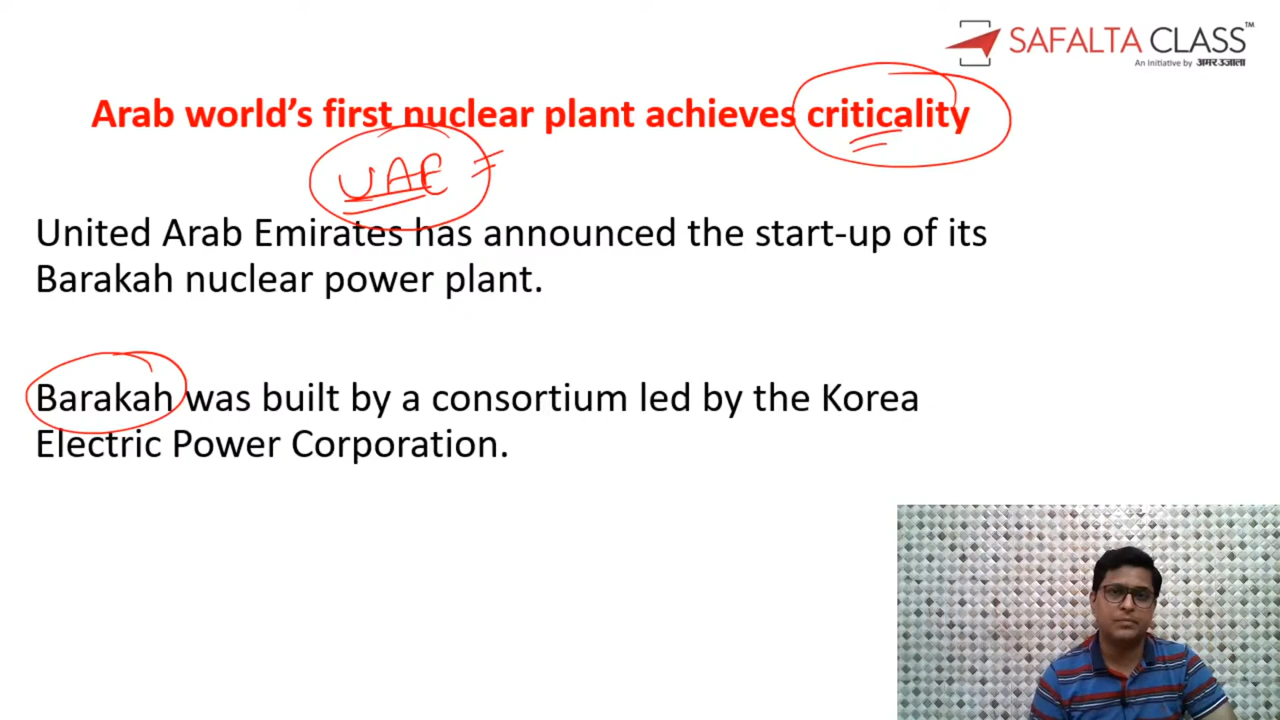 SAFALTA CLASS™
An Initiative by अमर उजाला
Arab world's first nuclear plant achieves criticality
UAE =
United Arab Emirates has announced the start-up of its
Barakah nuclear power plant.
Barakah was built by a consortium led by the Korea
Electric Power Corporation.